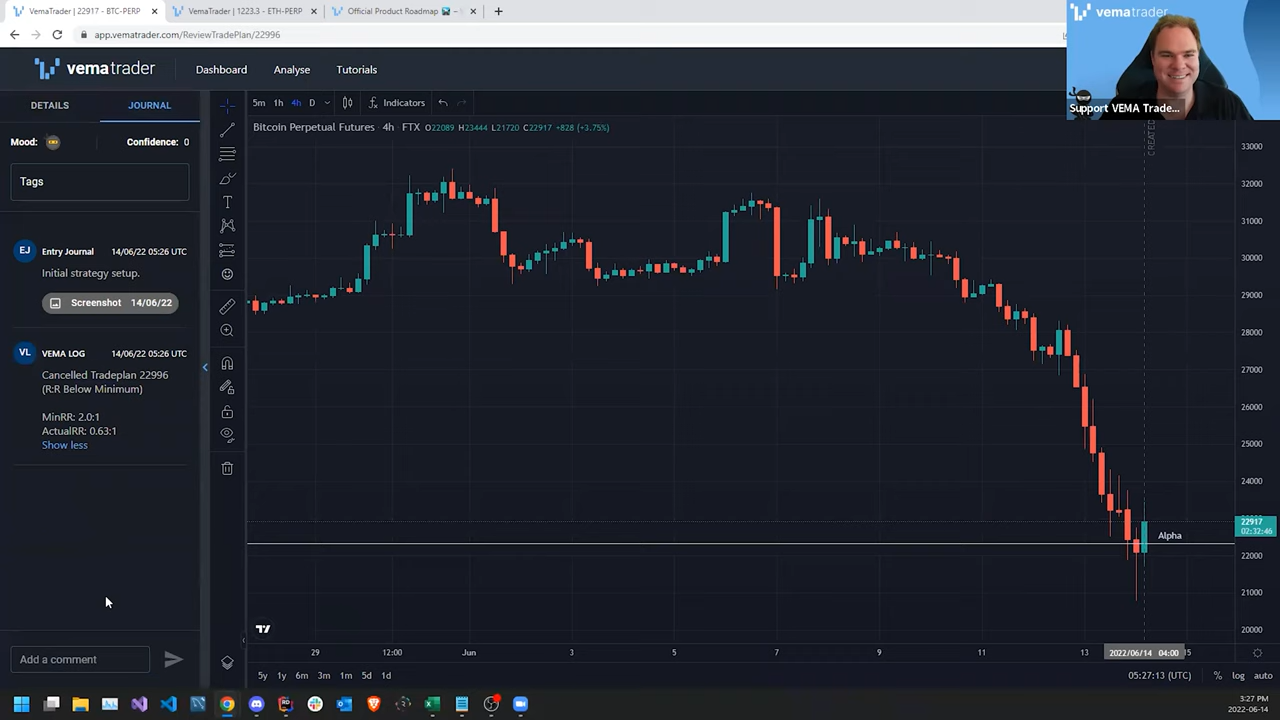 VemaTrader | 22917 - BTC-PERP
VemaTrader | 1223.3 - ETH-PERP
Official Product Roadmap
app.vematrader.com/ReviewTradePlan/22996
vematrader
Dashboard
Analyse
Tutorials
vematrader
Support VEMA Trade...
DETAILS
JOURNAL
Mood:
Confidence: 0
Tags
EJ
Entry Journal
14/06/22 05:26 UTC
Initial strategy setup.
Screenshot 14/06/22
VL
VEMA LOG
14/06/22 05:26 UTC
Cancelled Tradeplan 22996
(R:R Below Minimum)
MinRR: 2.0:1
ActualRR: 0.63:1
Show less
Add a comment
5m 1h 4h D
Indicators
Bitcoin Perpetual Futures · 4h · FTX O22089 H23444 L21720 C22917 +828 (+3.75%)
CREATED
33000
32000
31000
30000
29000
28000
27000
26000
25000
24000
22917
02:32:46
22000
21000
20000
Alpha
29 12:00 Jun 3 5 7 9 11 13 2022/06/14 04:00 15
5y 1y 6m 3m 1m 5d 1d
05:27:13 (UTC)
% log auto
3:27 PM
2022-06-14